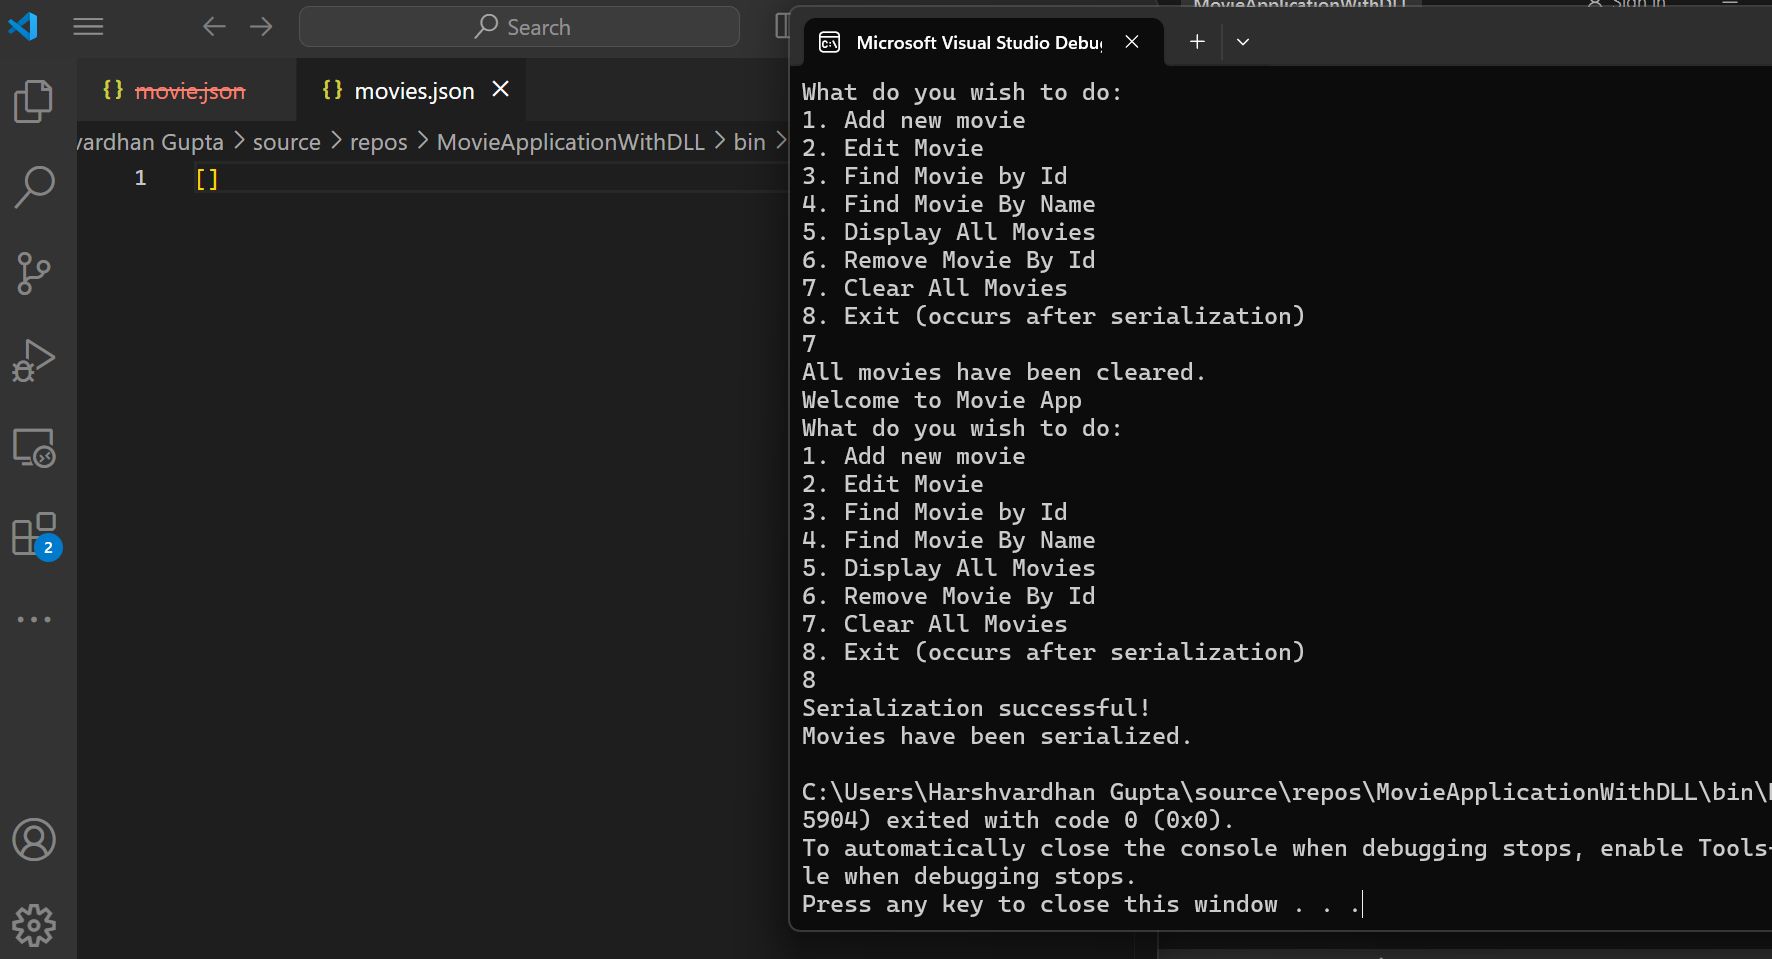 Search
{} movie.json
{} movies.json
vardhan Gupta > source > repos > MovieApplicationWithDLL > bin >
1 []
2
MovieApplicationWithDLL
Sign in
Microsoft Visual Studio Debu
What do you wish to do:
1. Add new movie
2. Edit Movie
3. Find Movie by Id
4. Find Movie By Name
5. Display All Movies
6. Remove Movie By Id
7. Clear All Movies
8. Exit (occurs after serialization)
7
All movies have been cleared.
Welcome to Movie App
What do you wish to do:
1. Add new movie
2. Edit Movie
3. Find Movie by Id
4. Find Movie By Name
5. Display All Movies
6. Remove Movie By Id
7. Clear All Movies
8. Exit (occurs after serialization)
8
Serialization successful!
Movies have been serialized.
C:\Users\Harshvardhan Gupta\source\repos\MovieApplicationWithDLL\bin\
5904) exited with code 0 (0x0).
To automatically close the console when debugging stops, enable Tools
le when debugging stops.
Press any key to close this window . . .